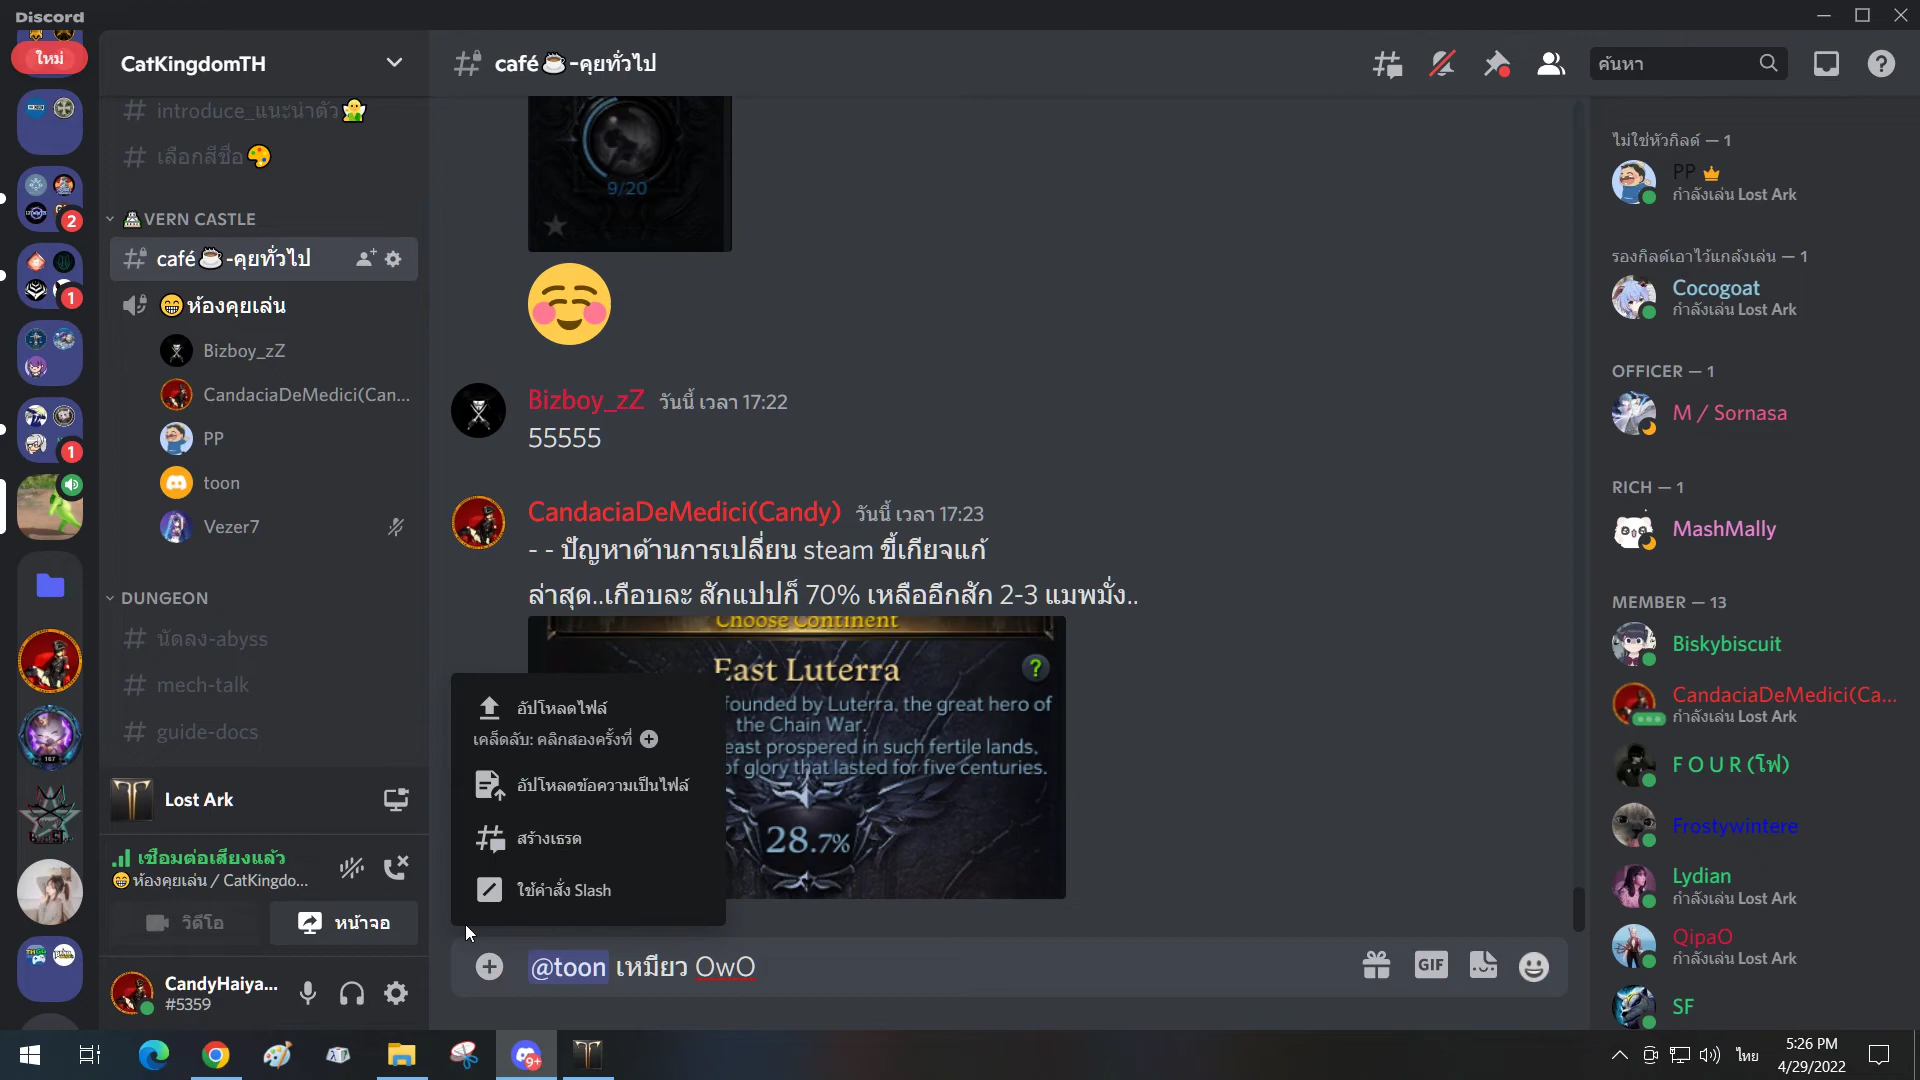 Discord
ใหม่
2
1
1
167
CatKingdomTH
introduce_แนะนำตัว
เลือกสีชื่อ
VERN CASTLE
café☕-คุยทั่วไป
😁ห้องคุยเล่น
Bizboy_zZ
CandaciaDeMedici(Can...
PP
toon
Vezer7
DUNGEON
นัดลง-abyss
mech-talk
guide-docs
Lost Ark
เชื่อมต่อเสียงแล้ว
😁ห้องคุยเล่น / CatKingdo...
วิดีโอ
หน้าจอ
CandyHaiya...
#5359
café☕-คุยทั่วไป
ค้นหา
9/20
Bizboy_zZ วันนี้ เวลา 17:22
55555
CandaciaDeMedici(Candy) วันนี้ เวลา 17:23
- - ปัญหาด้านการเปลี่ยน steam ขี้เกียจแก้
ล่าสุด..เกือบละ สักแปปก็ 70% เหลืออีกสัก 2-3 แมพมั่ง..
Choose Continent
East Luterra
?
founded by Luterra, the great hero of
the Chain War.
east prospered in such fertile lands,
of glory that lasted for five centuries.
28.7%
อัปโหลดไฟล์
เคล็ดลับ: คลิกสองครั้งที่
อัปโหลดข้อความเป็นไฟล์
สร้างเธรด
ใช้คำสั่ง Slash
@toon เหมียว OwO
GIF
ไม่ใช่หัวกิลด์ — 1
PP
กำลังเล่น Lost Ark
รองกิลด์เอาไว้แกล้งเล่น — 1
Cocogoat
กำลังเล่น Lost Ark
OFFICER — 1
M / Sornasa
RICH — 1
MashMally
MEMBER — 13
Biskybiscuit
CandaciaDeMedici(Ca...
กำลังเล่น Lost Ark
F O U R (โฟ)
Frostywintere
Lydian
กำลังเล่น Lost Ark
QipaO
กำลังเล่น Lost Ark
SF
9+
ไทย
5:26 PM
4/29/2022